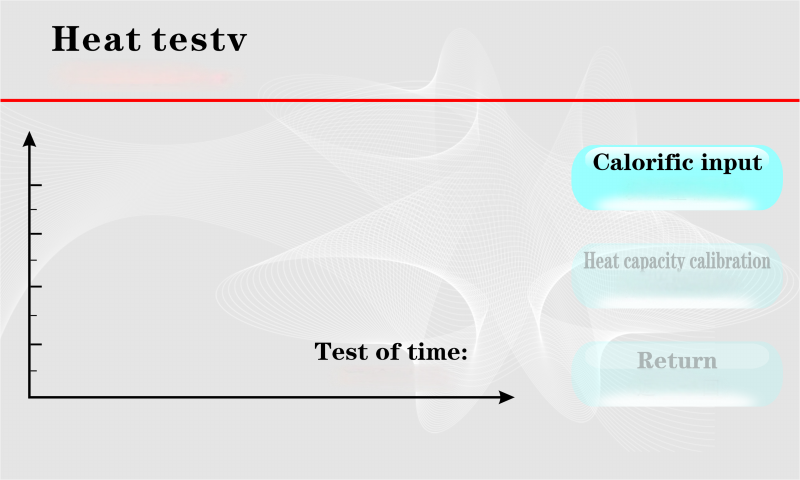 Heat testv
Calorific input
Heat capacity calibration
Test of time:
Return